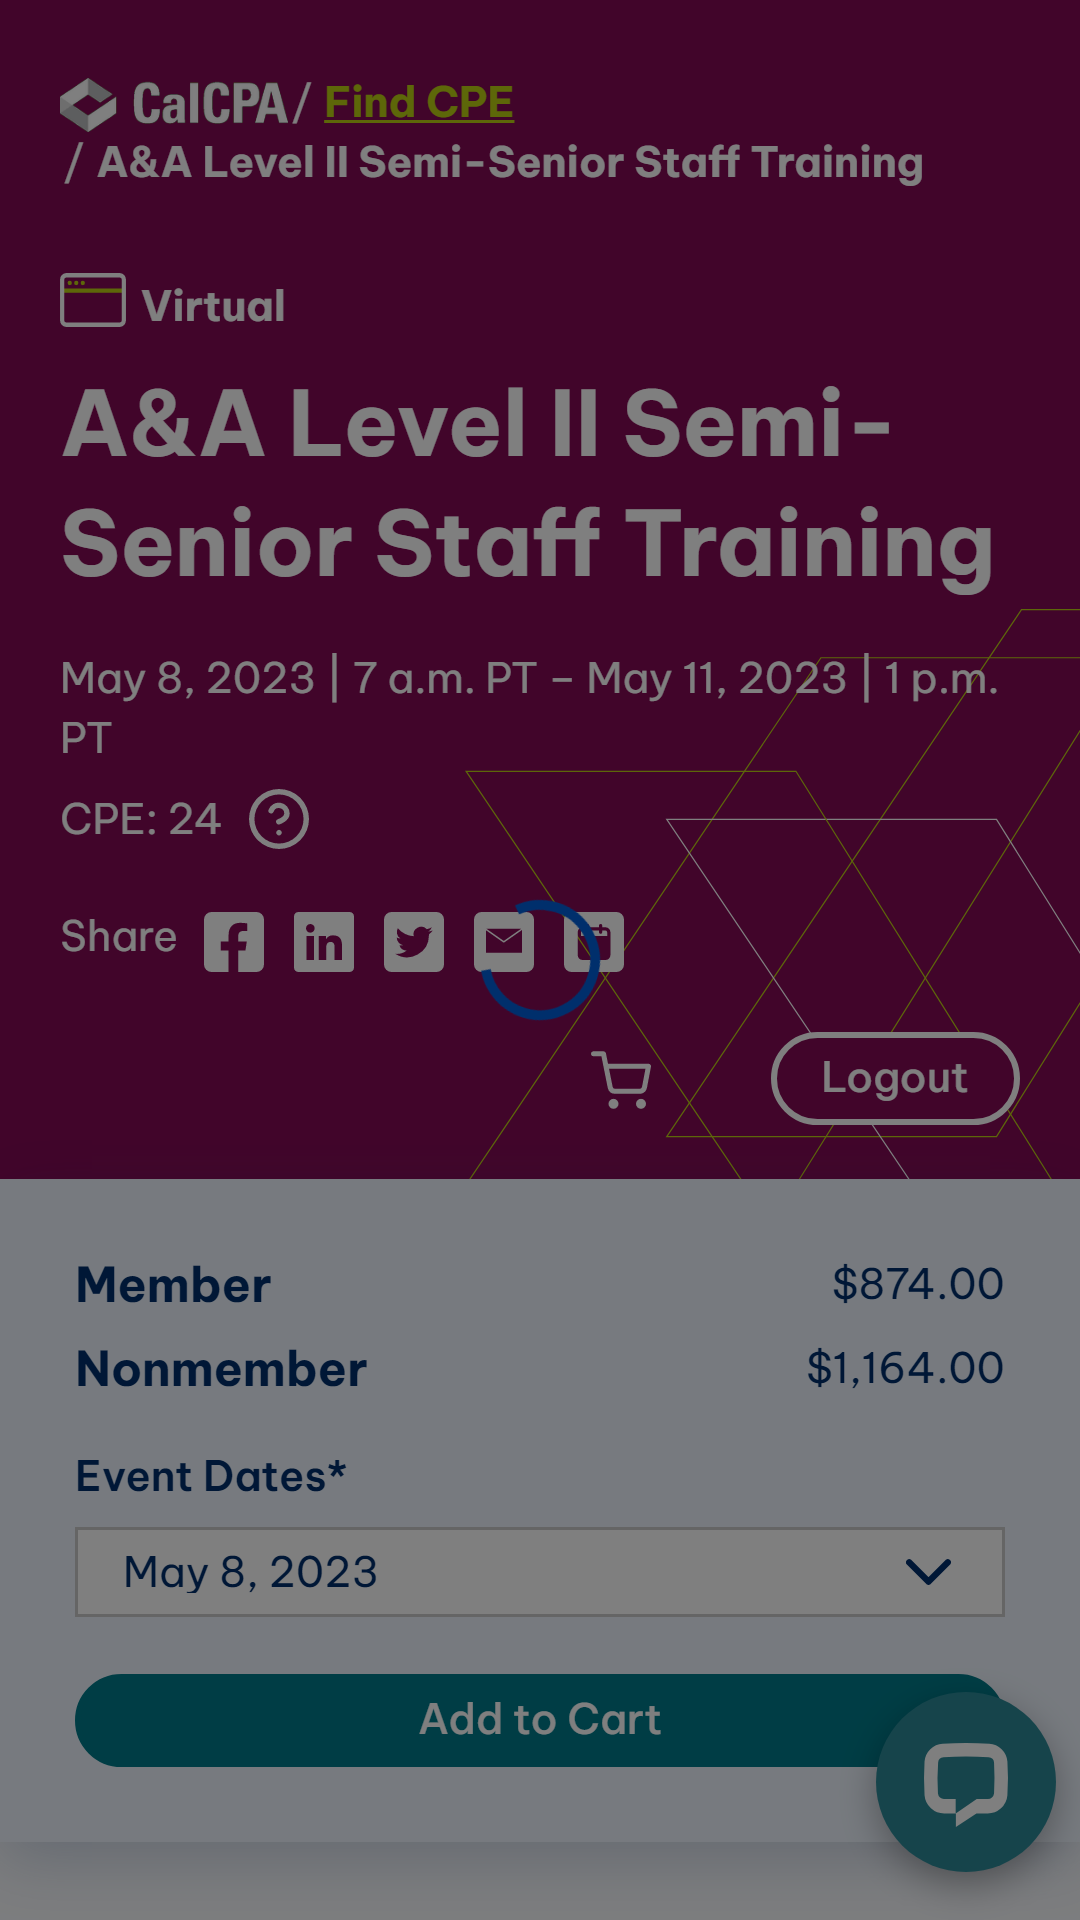 CalCPA / Find CPE
/ A&A Level II Semi-Senior Staff Training
Virtual
A&A Level II Semi-
Senior Staff Training
May 8, 2023 | 7 a.m. PT – May 11, 2023 | 1 p.m.
PT
CPE: 24 ?
Share
Logout
Member $874.00
Nonmember $1,164.00
Event Dates*
May 8, 2023
Add to Cart